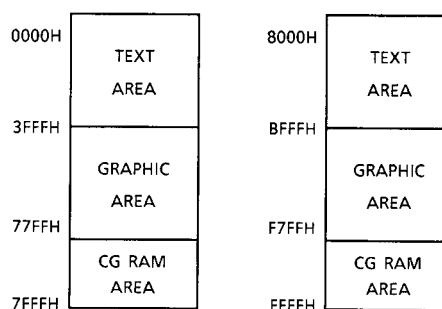 0000H
TEXT
AREA
3FFFH
GRAPHIC
AREA
77FFH
CG RAM
AREA
7FFFH
8000H
TEXT
AREA
BFFFH
GRAPHIC
AREA
F7FFH
CG RAM
AREA
FFFFH